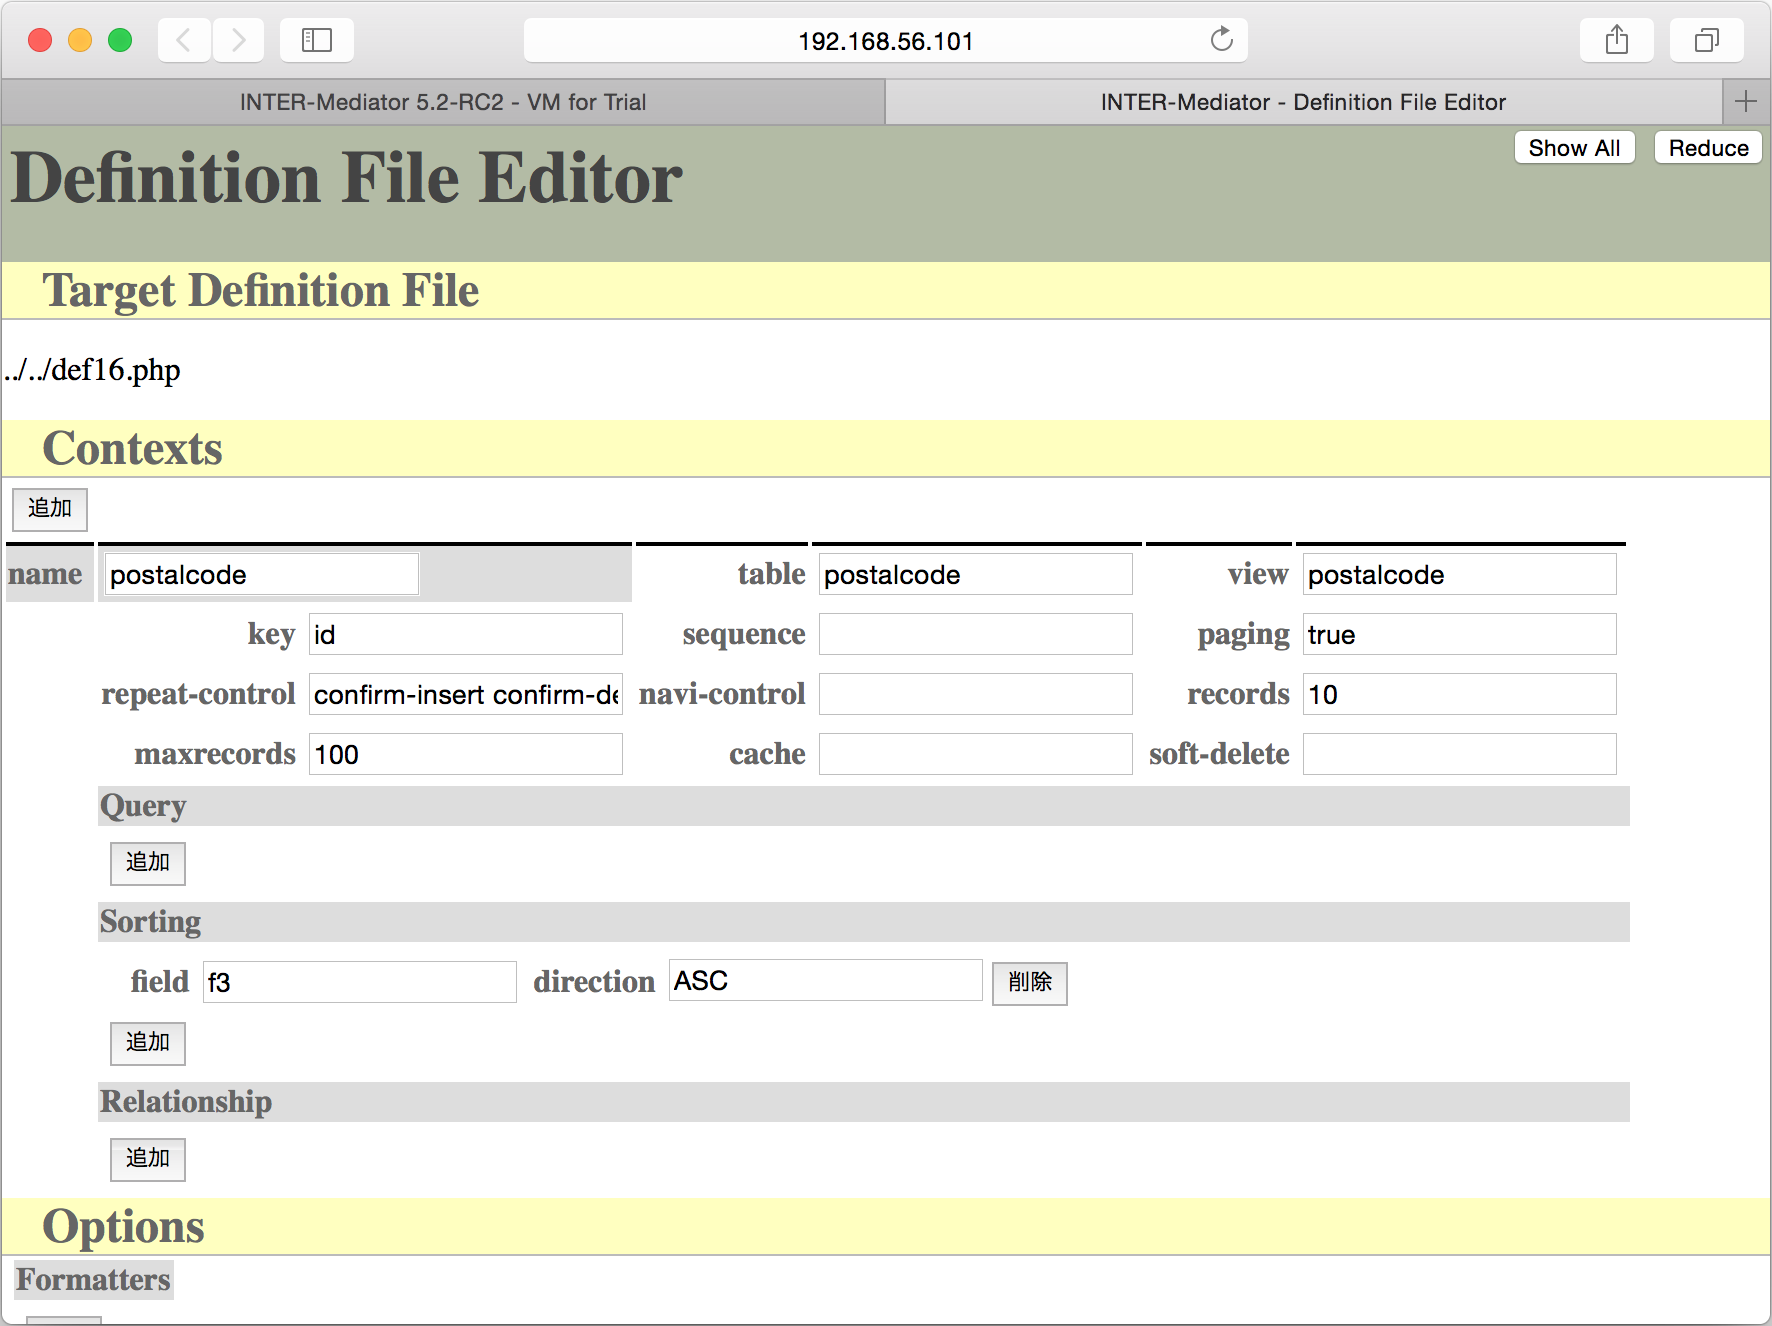 192.168.56.101
INTER-Mediator 5.2-RC2 - VM for Trial
INTER-Mediator - Definition File Editor
Definition File Editor
Show All
Reduce
Target Definition File
../../def16.php
Contexts
追加
name postalcode table postalcode view postalcode
key id sequence paging true
repeat-control confirm-insert confirm-de navi-control records 10
maxrecords 100 cache soft-delete
Query
追加
Sorting
field f3 direction ASC 削除
追加
Relationship
追加
Options
Formatters